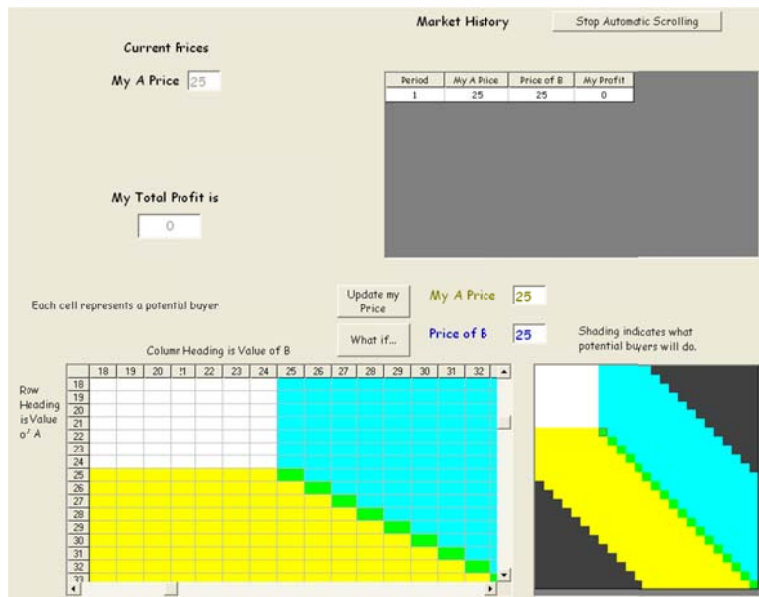 Market History
Stop Automatic Scrolling
Current Prices
My A Price 25
Period My A Price Price of B My Profit
1 25 25 0
My Total Profit is
0
Each cell represents a potential buyer
Update my Price
My A Price 25
What if...
Price of B 25
Shading indicates what
potential buyers will do.
Column Heading is Value of B
18 19 20 21 22 23 24 25 26 27 28 29 30 31 32
Row
Heading
is Value
of A
18
19
20
21
22
23
24
25
26
27
28
29
30
31
32
33